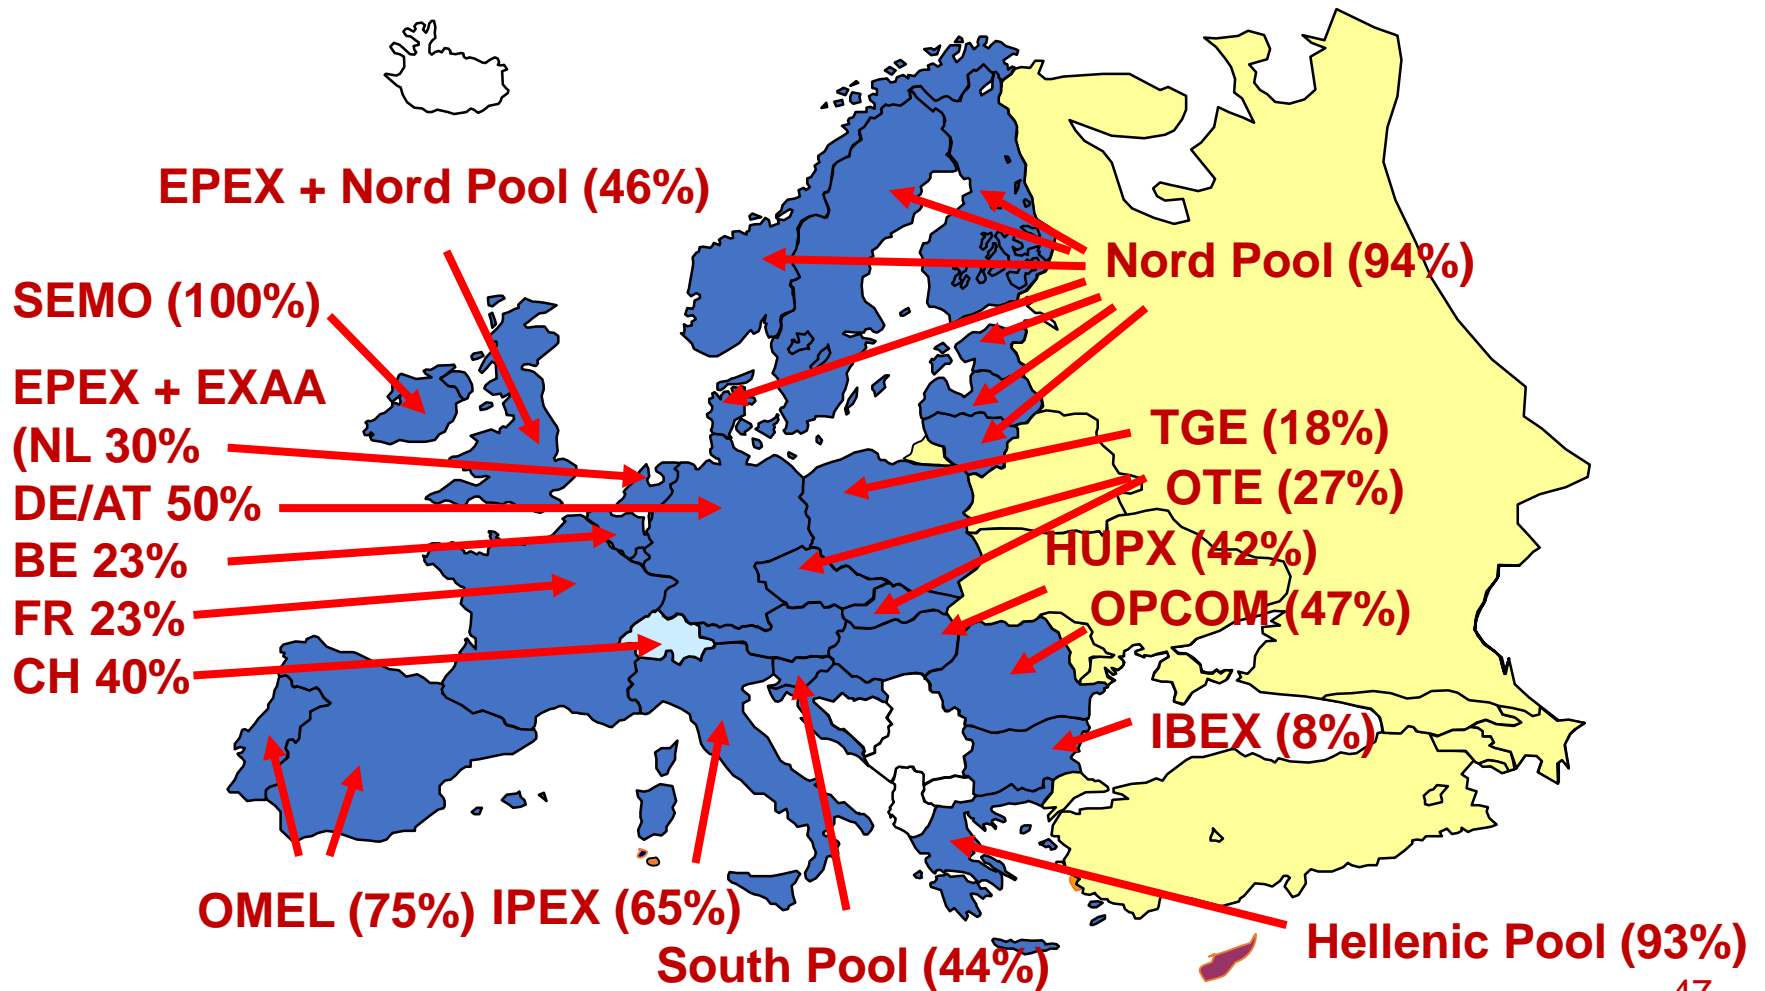 EPEX + Nord Pool (46%)
Nord Pool (94%)
SEMO (100%)
EPEX + EXAA
(NL 30%
DE/AT 50%
BE 23%
FR 23%
CH 40%
TGE (18%)
OTE (27%)
HUPX (42%)
OPCOM (47%)
IBEX (8%)
OMEL (75%)
IPEX (65%)
South Pool (44%)
Hellenic Pool (93%)
47